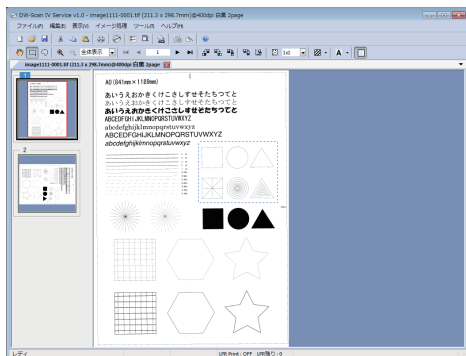 DW-Scan IV Service v1.0 - image1111-0001.tif (211.3 x 298.7mm)@400dpi 白黒 2page
ファイル(F) 編集(E) 表示(V) イメージ処理 ツール(T) ヘルプ(H)
全体表示 1 1x1 A
image1111-0001.tif (211.3 x 298.7mm)@400dpi 白黒 2page
1
2
A0 (841mm×1189mm)
あいうえおかきくけこさしすせそたちつてと
あいうえおかきくけこさしすせそたちつてと
あいうえおかきくけこさしすせそたちつてと
ABCDEFGHIJKLMNOPQRSTUVWXYZ
abcdefghijklmnopqrstuvwxyz
ABCDEFGHIJKLMNOPQRSTUVWXYZ
abcdefghijklmnopqrstuvwxyz
レディ LPR Print : OFF LPR残り : 0